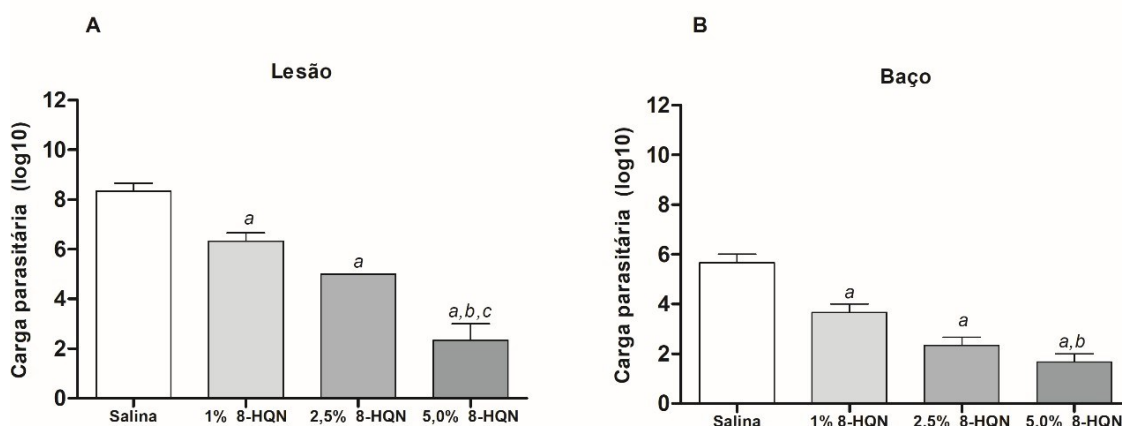 A
Lesão
Carga parasitária (log10)
12
10
8
6
4
2
0
a
a
a,b,c
Salina 1% 8-HQN 2,5% 8-HQN 5,0% 8-HQN
B
Baço
Carga parasitária (log10)
12
10
8
6
4
2
0
a
a
a,b
Salina 1% 8-HQN 2,5% 8-HQN 5,0% 8-HQN